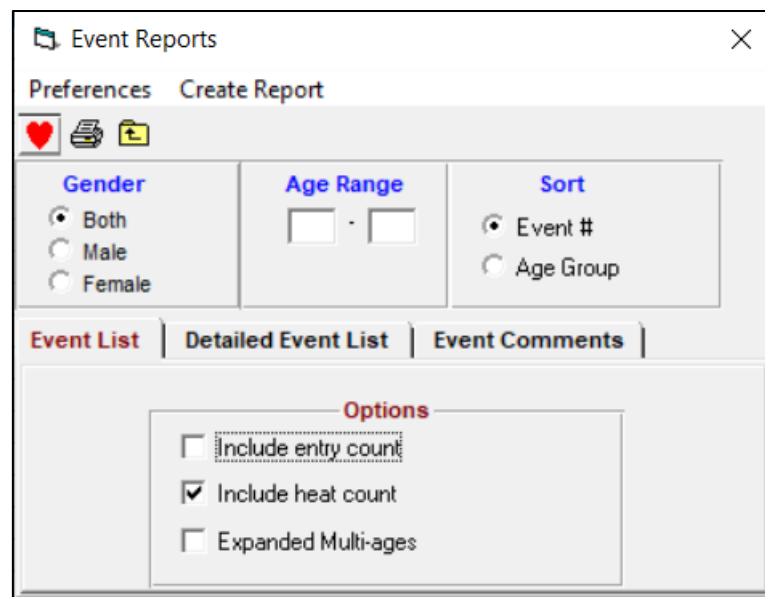 Event Reports
Preferences Create Report
Gender
Both
Male
Female
Age Range
-
Sort
Event #
Age Group
Event List
Detailed Event List
Event Comments
Options
Include entry count
Include heat count
Expanded Multi-ages